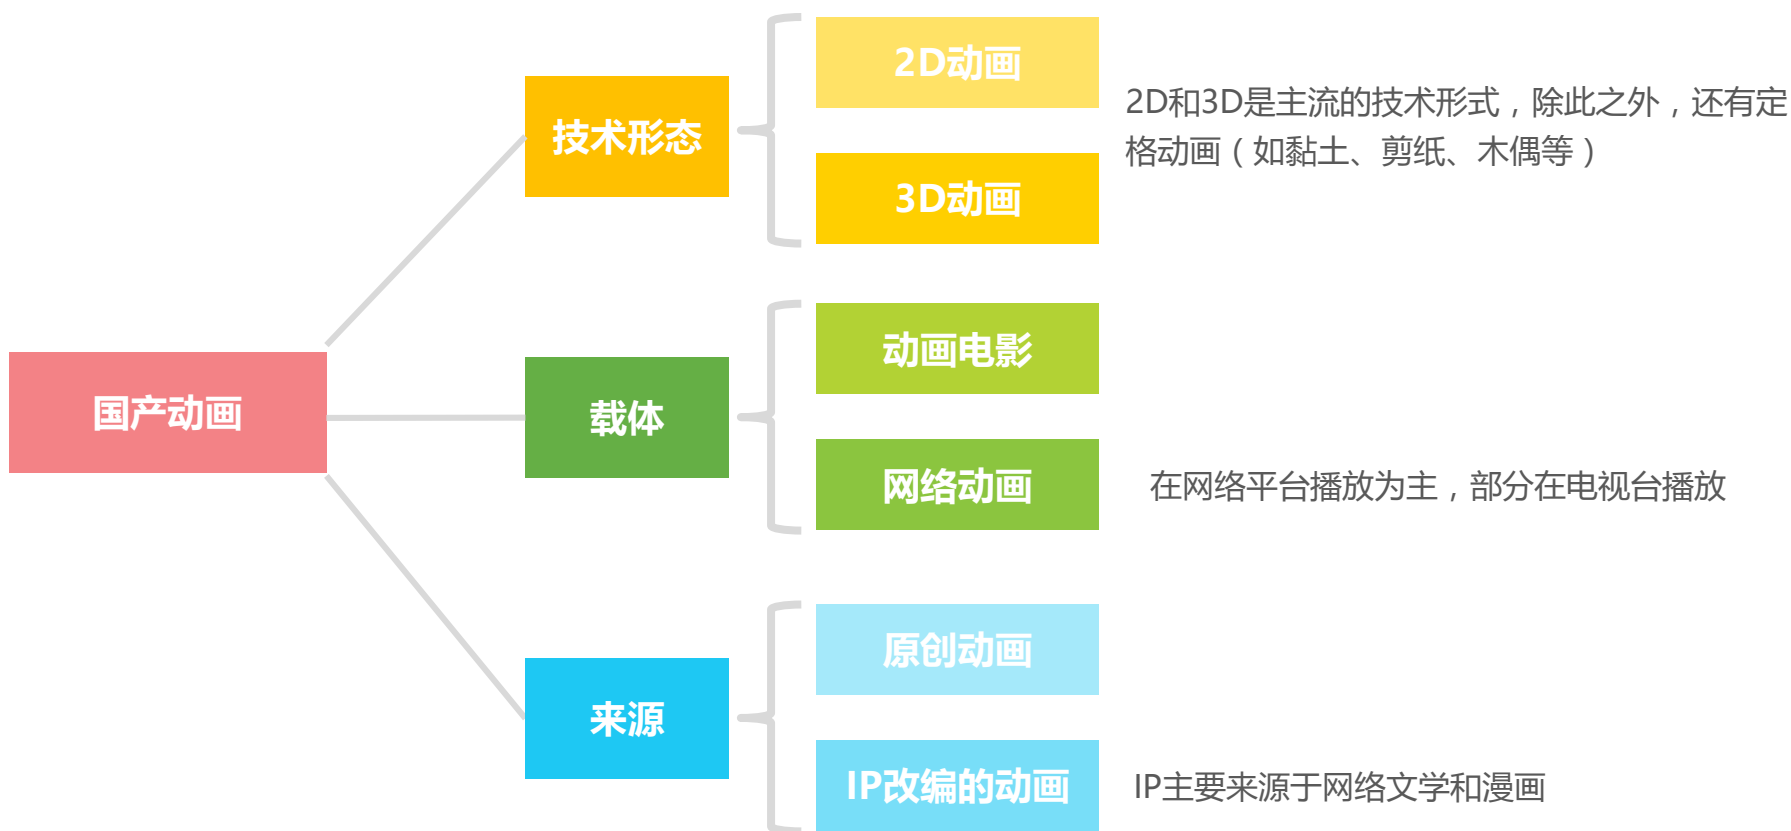 2D动画
2D和3D是主流的技术形式，除此之外，还有定
格动画（如黏土、剪纸、木偶等）
技术形态
3D动画
动画电影
国产动画
载体
网络动画
在网络平台播放为主，部分在电视台播放
原创动画
来源
IP改编的动画
IP主要来源于网络文学和漫画